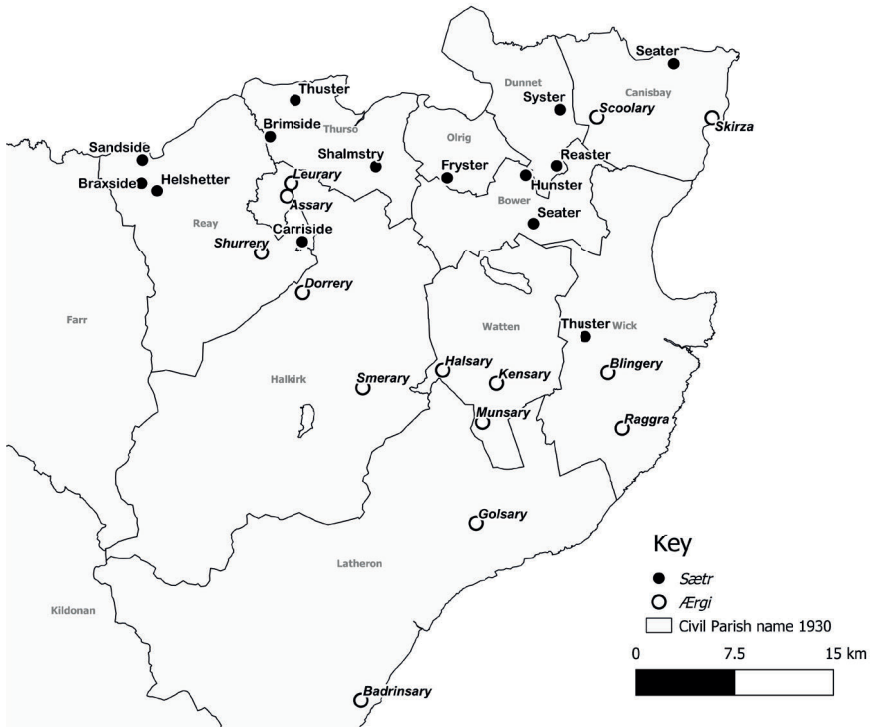 Seater
Thuster
Dunnet
Canisbay
Syster
Scoolary
Skirza
Brimside
Thurso
Olrig
Sandside
Shalmstry
Fryster
Reaster
Hunster
Braxside
Helshetter
Leurary
Assary
Bower
Seater
Reay
Carriside
Shurrery
Dorrery
Farr
Watten
Thuster
Wick
Halkirk
Smerary
Halsary
Kensary
Blingery
Munsary
Raggra
Golsary
Latheron
Kildonan
Badrinsary
Key
Sætr
Ærgi
Civil Parish name 1930
0 7.5 15 km